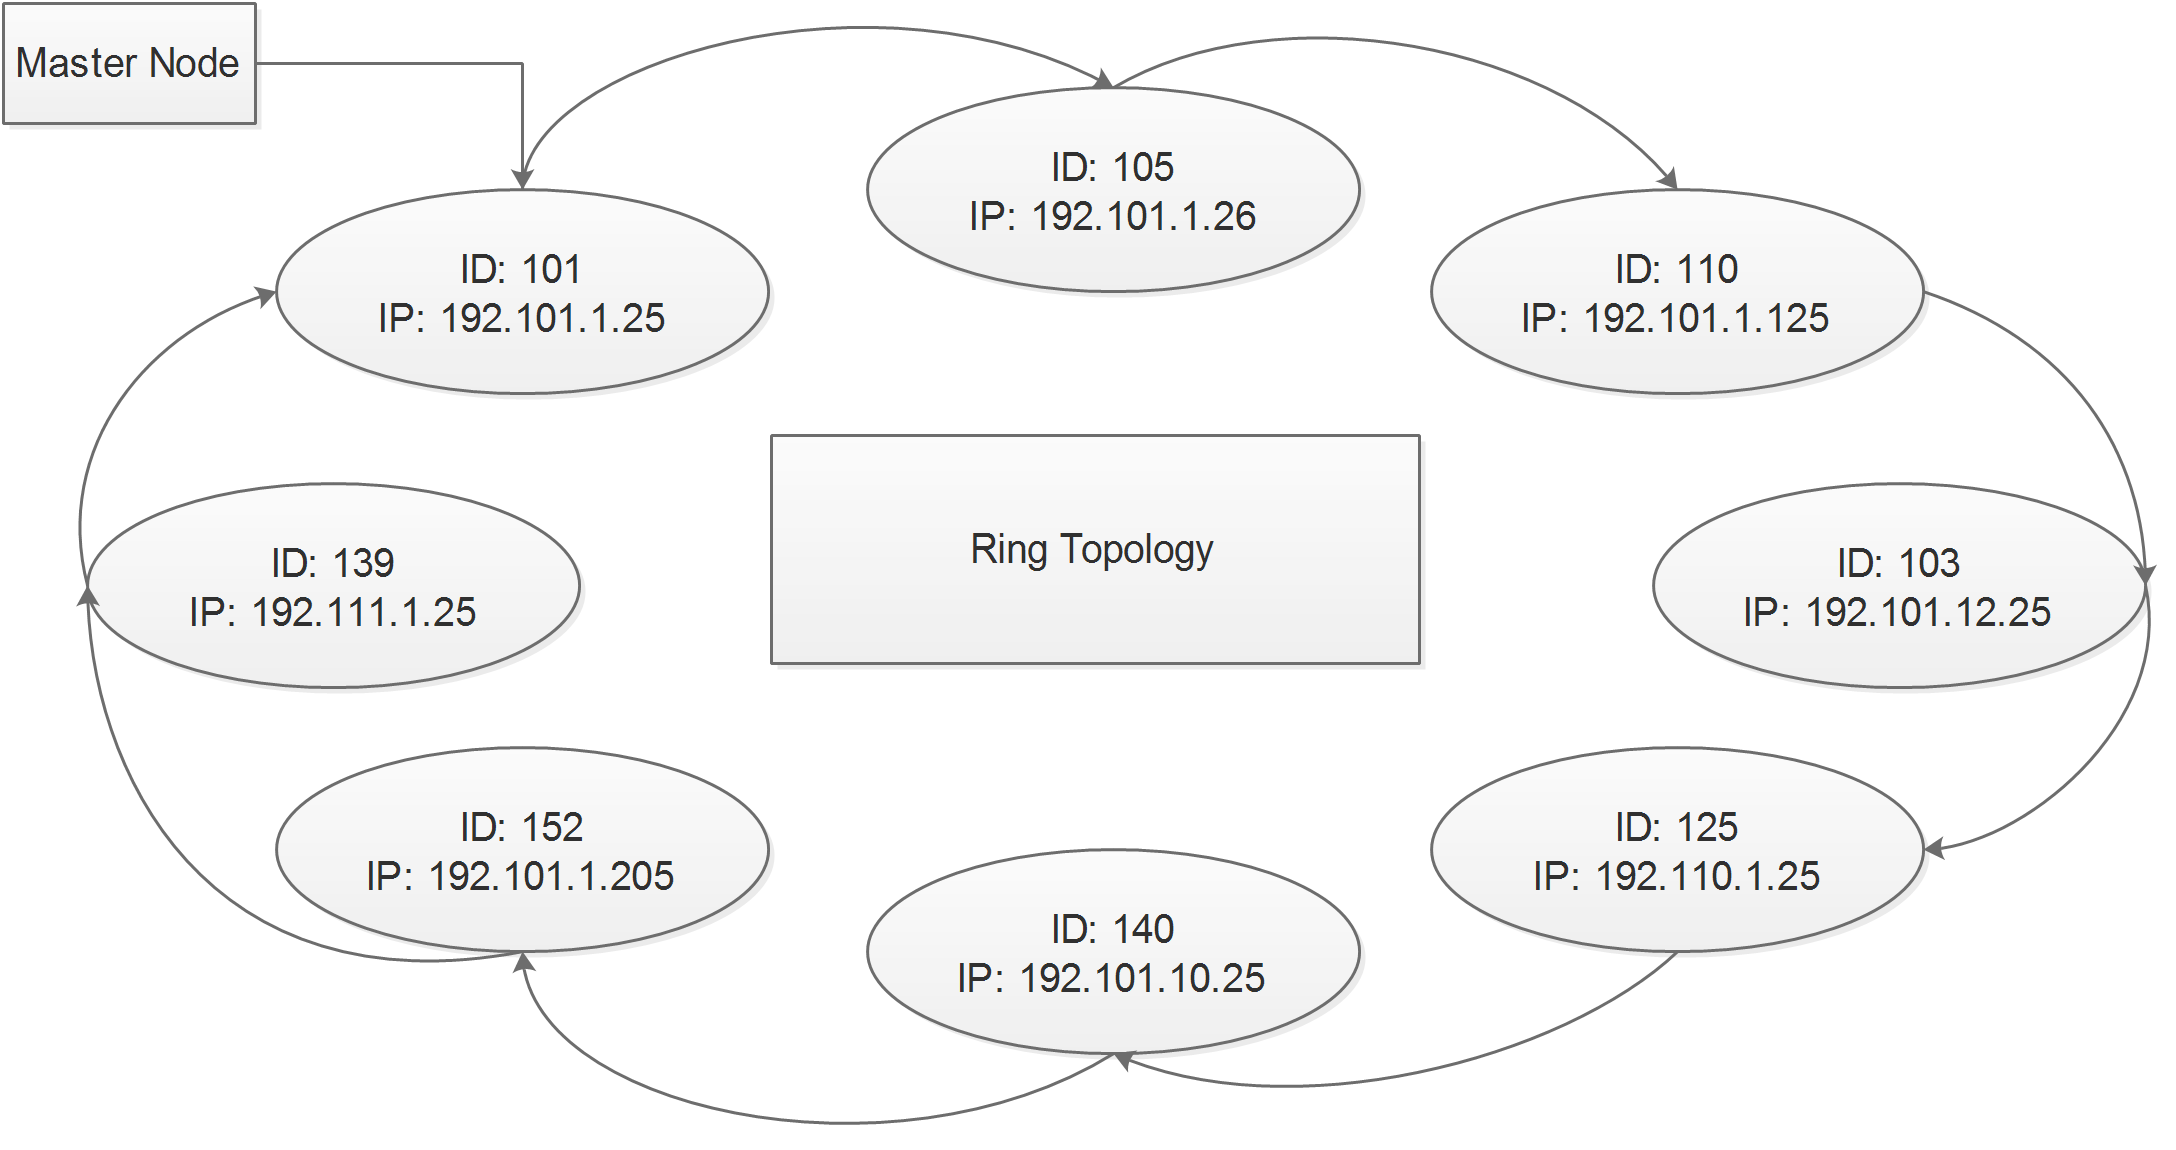 Master Node
ID: 105
IP: 192.101.1.26
ID: 101
IP: 192.101.1.25
ID: 110
IP: 192.101.1.125
Ring Topology
ID: 139
IP: 192.111.1.25
ID: 103
IP: 192.101.12.25
ID: 152
IP: 192.101.1.205
ID: 125
IP: 192.110.1.25
ID: 140
IP: 192.101.10.25